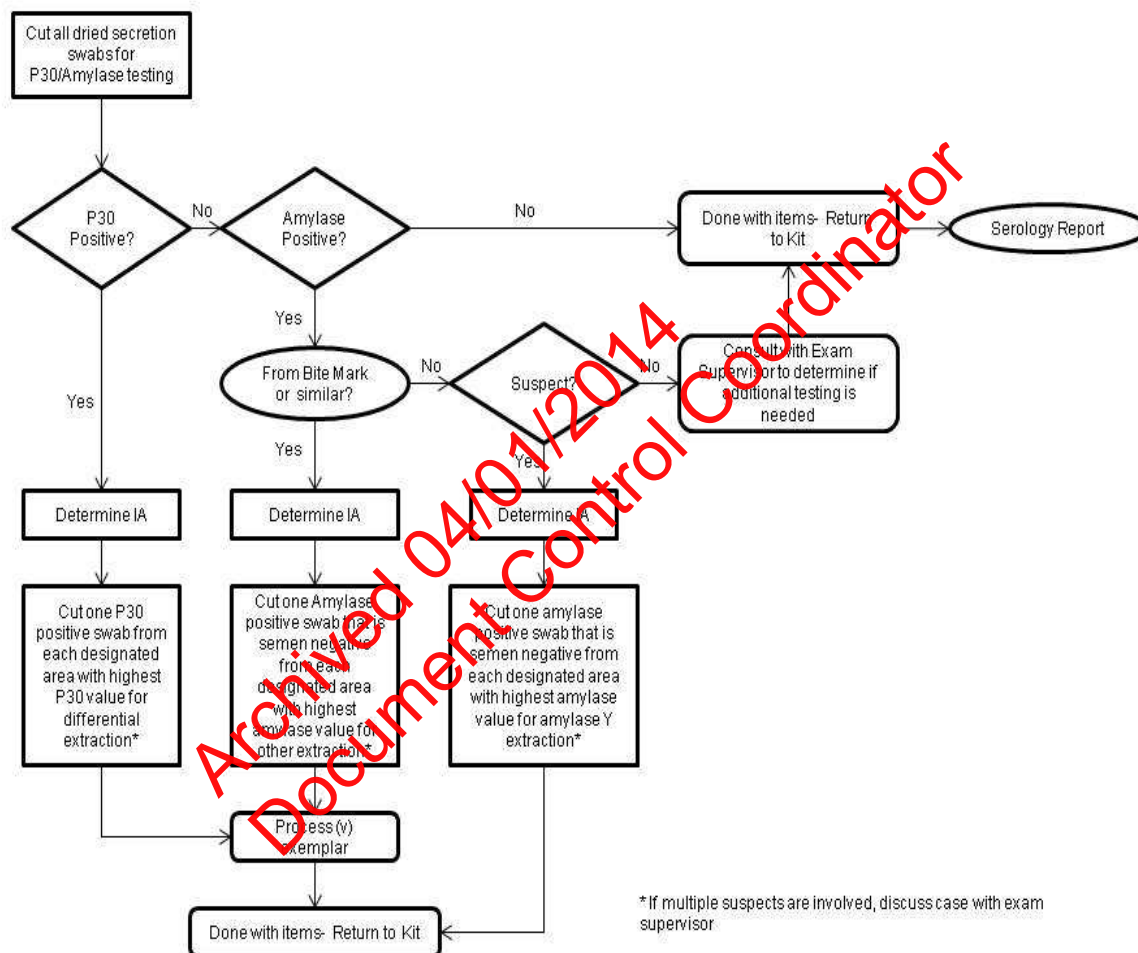 Cut all dried secretion
swabs for
P30/Amylase testing
P30
Positive?
No
Amylase
Positive?
No
Done with items- Return
to Kit
Serology Report
Yes
Yes
From Bite Mark
or similar?
No
Suspect?
No
Consult with Exam
Supervisor to determine if
additional testing is
needed
Yes
Yes
Determine IA
Determine IA
Determine IA
Cut one P30
positive swab from
each designated
area with highest
P30 value for
differential
extraction*
Cut one Amylase
positive swab that is
semen negative
from each
designated area
with highest
amylase value for
other extraction*
Cut one amylase
positive swab that is
semen negative from
each designated area
with highest amylase
value for amylase Y
extraction*
Process (v)
exemplar
Done with items- Return to Kit
* If multiple suspects are involved, discuss case with exam
supervisor
Archived 04/01/2014
Document Control Coordinator